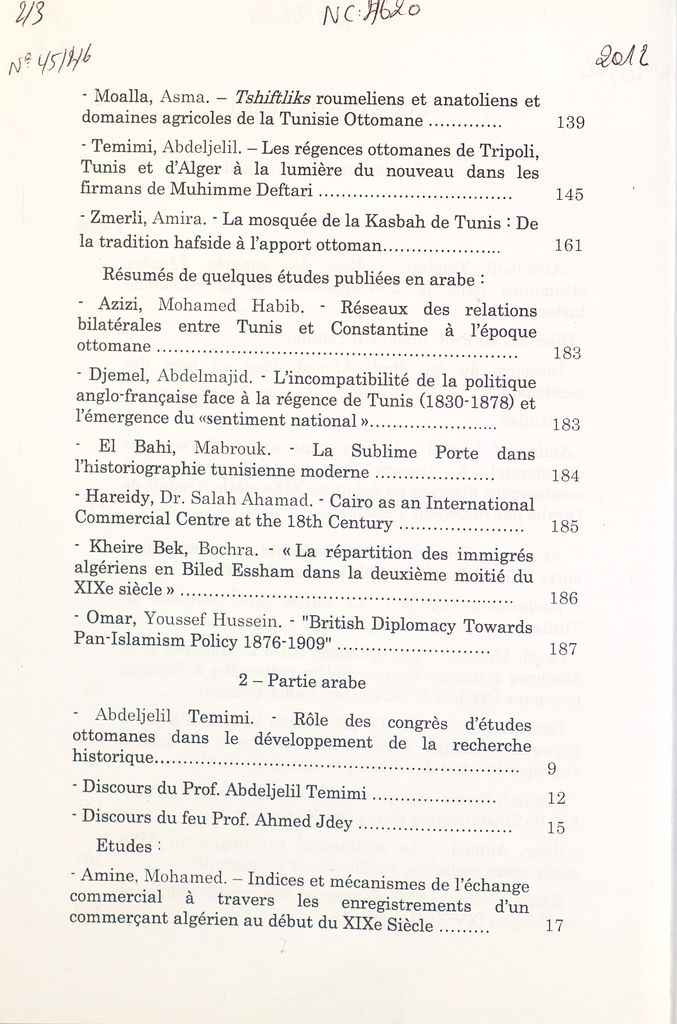 2/3
NC: 4620
Nº 45/46
2012
- Moalla, Asma. – Tshiftliks roumeliens et anatoliens et
domaines agricoles de la Tunisie Ottomane ............. 139
- Temimi, Abdeljelil. – Les régences ottomanes de Tripoli,
Tunis et d'Alger à la lumière du nouveau dans les
firmans de Muhimme Deftari .................................. 145
- Zmerli, Amira. - La mosquée de la Kasbah de Tunis : De
la tradition hafside à l'apport ottoman..................... 161
Résumés de quelques études publiées en arabe :
- Azizi, Mohamed Habib. - Réseaux des relations
bilatérales entre Tunis et Constantine à l'époque
ottomane ................................................................ 183
- Djemel, Abdelmajid. - L'incompatibilité de la politique
anglo-française face à la régence de Tunis (1830-1878) et
l'émergence du «sentiment national »....................... 183
- El Bahi, Mabrouk. - La Sublime Porte dans
l'historiographie tunisienne moderne ..................... 184
- Hareidy, Dr. Salah Ahamad. - Cairo as an International
Commercial Centre at the 18th Century ...................... 185
- Kheire Bek, Bochra. - « La répartition des immigrés
algériens en Biled Essham dans la deuxième moitié du
XIXe siècle » ........................................................... 186
- Omar, Youssef Hussein. - "British Diplomacy Towards
Pan-Islamism Policy 1876-1909" ........................... 187
2 – Partie arabe
- Abdeljelil Temimi. - Rôle des congrès d'études
ottomanes dans le développement de la recherche
historique................................................................. 9
- Discours du Prof. Abdeljelil Temimi ...................... 12
- Discours du feu Prof. Ahmed Jdey ........................... 15
Etudes :
- Amine, Mohamed. – Indices et mécanismes de l'échange
commercial à travers les enregistrements d'un
commerçant algérien au début du XIXe Siècle ......... 17